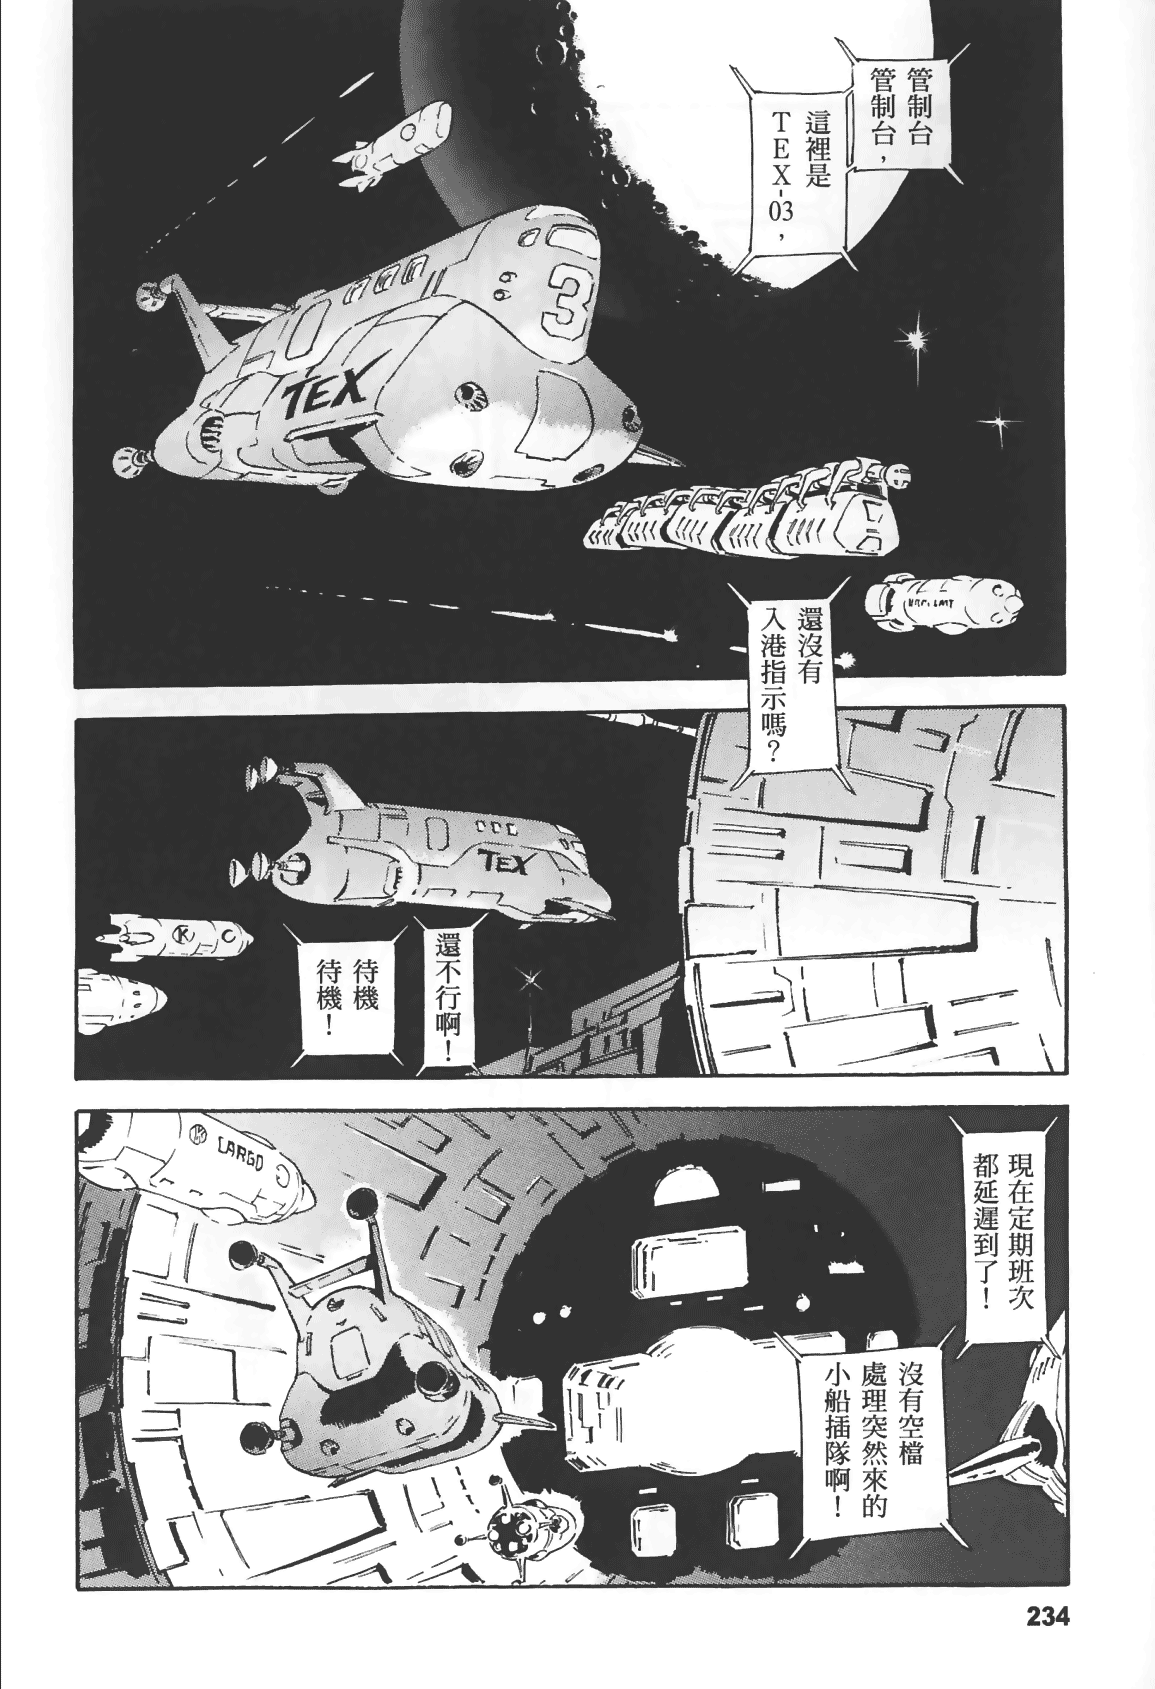 管制台
管制台，
這裡是
TEX-03，
3
TEX
還沒有
入港指示嗎？
TEX
還不行啊！
待機
待機！
K
C
CARGO
現在定期班次
都延遲到了！
沒有空檔
處理突然來的
小船插隊啊！
234